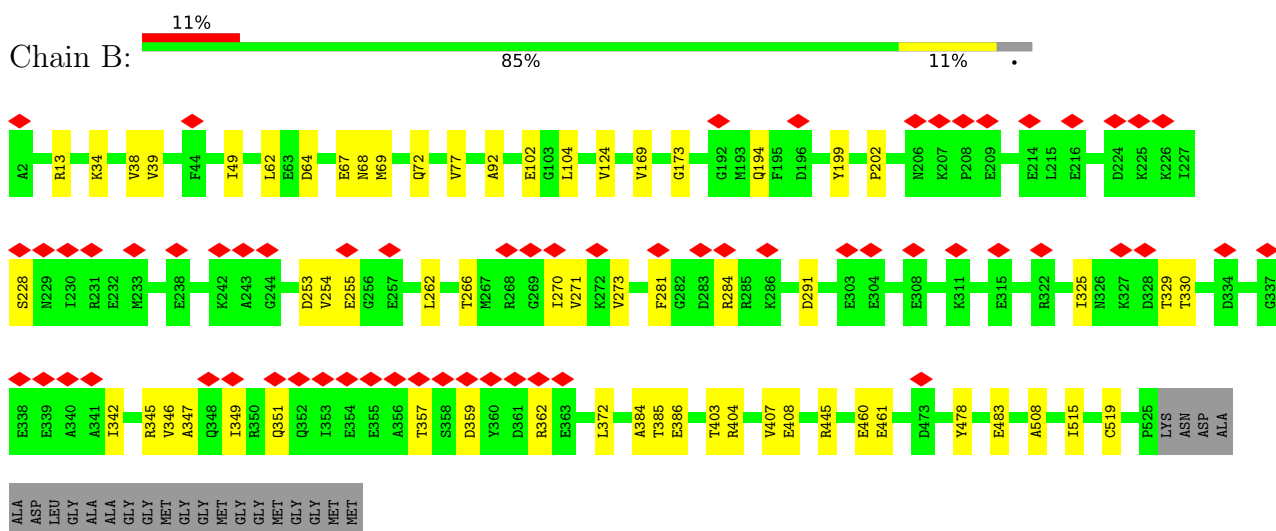 11%
Chain B:
85% 11% •
A2 R13 K34 V38 V39 F44 I49 L62 E63 D64 E67 N68 M69 Q72 V77 A92 E102 G103 L104 V124 V169 G173 G192 M193 Q194 F195 D196 Y199 P202 N206 K207 P208 E209 E214 L215 E216 D224 K225 K226 I227
S228 N229 I230 R231 E232 M233 E238 K242 A243 G244 D253 V254 E255 G256 E257 L262 T266 M267 R268 G269 I270 V271 K272 V273 F281 G282 D283 R284 R285 K286 D291 E303 E304 E308 K311 E315 R322 I325 N326 K327 D328 T329 T330 D334 G337
E338 E339 A340 A341 I342 R345 V346 A347 Q348 I349 R350 Q351 Q352 I353 E354 E355 A356 T357 S358 D359 Y360 D361 R362 E363 L372 A384 T385 E386 T403 R404 V407 E408 R445 E460 E461 D473 Y478 E483 A508 I515 C519 P525 LYS ASN ASP ALA
ALA ASP LEU GLY ALA ALA GLY GLY MET GLY GLY MET GLY GLY MET GLY GLY MET MET